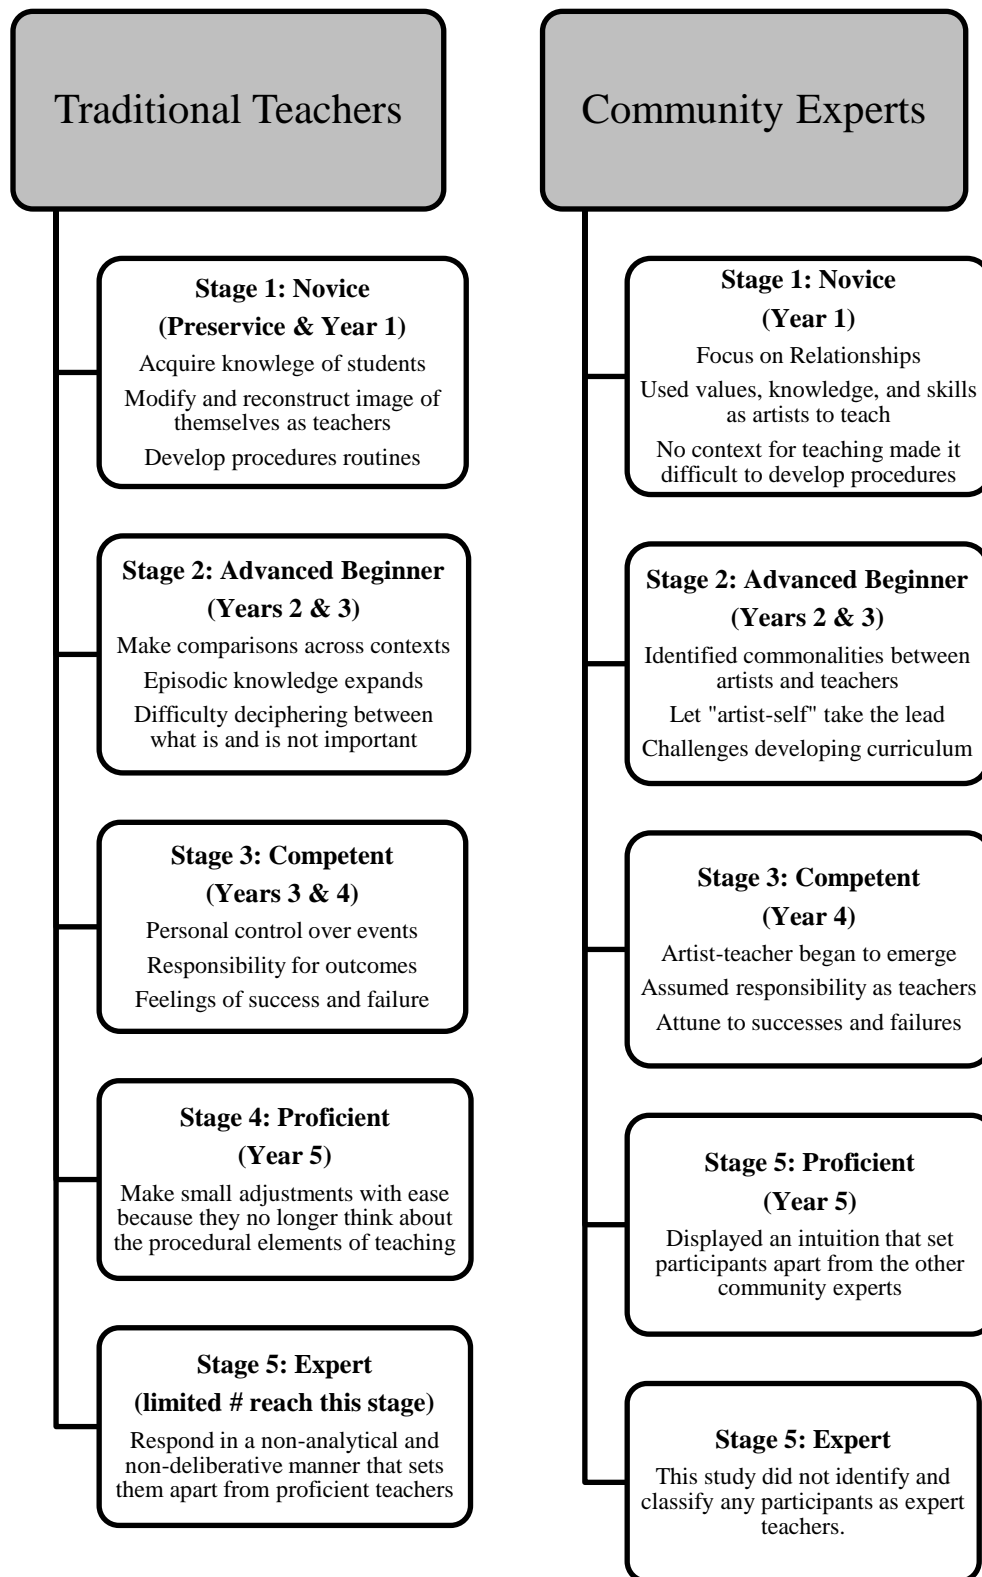 Traditional Teachers
Stage 1: Novice
(Preservice & Year 1)
Acquire knowlege of students
Modify and reconstruct image of
themselves as teachers
Develop procedures routines
Stage 2: Advanced Beginner
(Years 2 & 3)
Make comparisons across contexts
Episodic knowledge expands
Difficulty deciphering between
what is and is not important
Stage 3: Competent
(Years 3 & 4)
Personal control over events
Responsibility for outcomes
Feelings of success and failure
Stage 4: Proficient
(Year 5)
Make small adjustments with ease
because they no longer think about
the procedural elements of teaching
Stage 5: Expert
(limited # reach this stage)
Respond in a non-analytical and
non-deliberative manner that sets
them apart from proficient teachers
Community Experts
Stage 1: Novice
(Year 1)
Focus on Relationships
Used values, knowledge, and skills
as artists to teach
No context for teaching made it
difficult to develop procedures
Stage 2: Advanced Beginner
(Years 2 & 3)
Identified commonalities between
artists and teachers
Let "artist-self" take the lead
Challenges developing curriculum
Stage 3: Competent
(Year 4)
Artist-teacher began to emerge
Assumed responsibility as teachers
Attune to successes and failures
Stage 5: Proficient
(Year 5)
Displayed an intuition that set
participants apart from the other
community experts
Stage 5: Expert
This study did not identify and
classify any participants as expert
teachers.